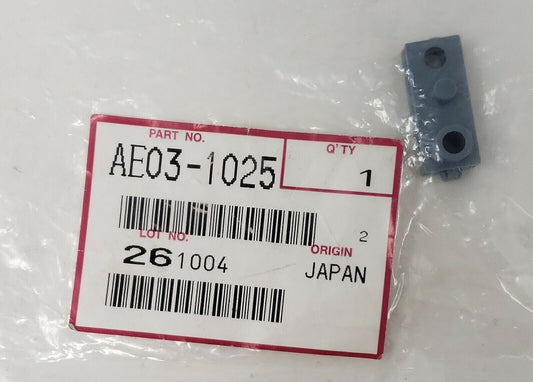 PART NO.
Q'TY
AE03-1025
1
2
LOT NO.
ORIGIN
261004
JAPAN